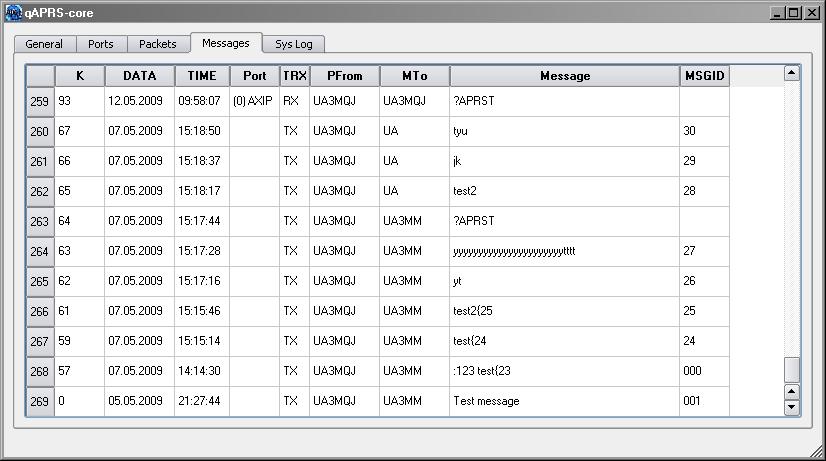 qAPRS-core
General Ports Packets Messages Sys Log
K DATA TIME Port TRX PFrom MTo Message MSGID
259 93 12.05.2009 09:58:07 (0) AXIP RX UA3MQJ UA3MQJ ?APRST
260 67 07.05.2009 15:18:50 TX UA3MQJ UA tyu 30
261 66 07.05.2009 15:18:37 TX UA3MQJ UA jk 29
262 65 07.05.2009 15:18:17 TX UA3MQJ UA test2 28
263 64 07.05.2009 15:17:44 TX UA3MQJ UA3MM ?APRST
264 63 07.05.2009 15:17:28 TX UA3MQJ UA3MM yyyyyyyyyyyyyyyyyyyyyytttt 27
265 62 07.05.2009 15:17:16 TX UA3MQJ UA3MM yt 26
266 61 07.05.2009 15:15:46 TX UA3MQJ UA3MM test2{25 25
267 59 07.05.2009 15:15:14 TX UA3MQJ UA3MM test{24 24
268 57 07.05.2009 14:14:30 TX UA3MQJ UA3MM :123 test{23 000
269 0 05.05.2009 21:27:44 TX UA3MQJ UA3MM Test message 001